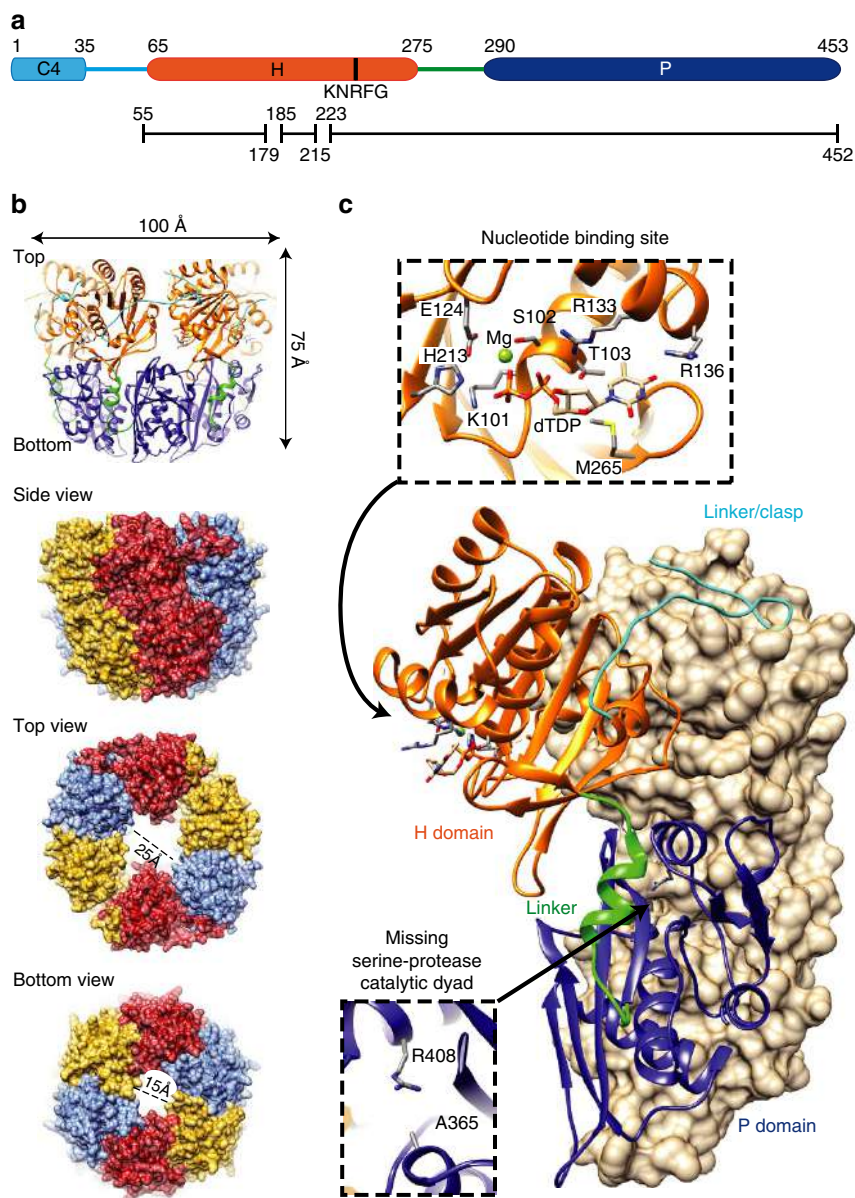 a
1 35 65 275 290 453
C4 H P
KNRFG
55 185 223
179 215 452
b
100 Å
Top
75 Å
Bottom
Side view
Top view
25Å
Bottom view
15Å
c
Nucleotide binding site
E124
S102
R133
Mg
T103
H213
R136
K101
dTDP
M265
Linker/clasp
H domain
Linker
Missing
serine-protease
catalytic dyad
R408
A365
P domain